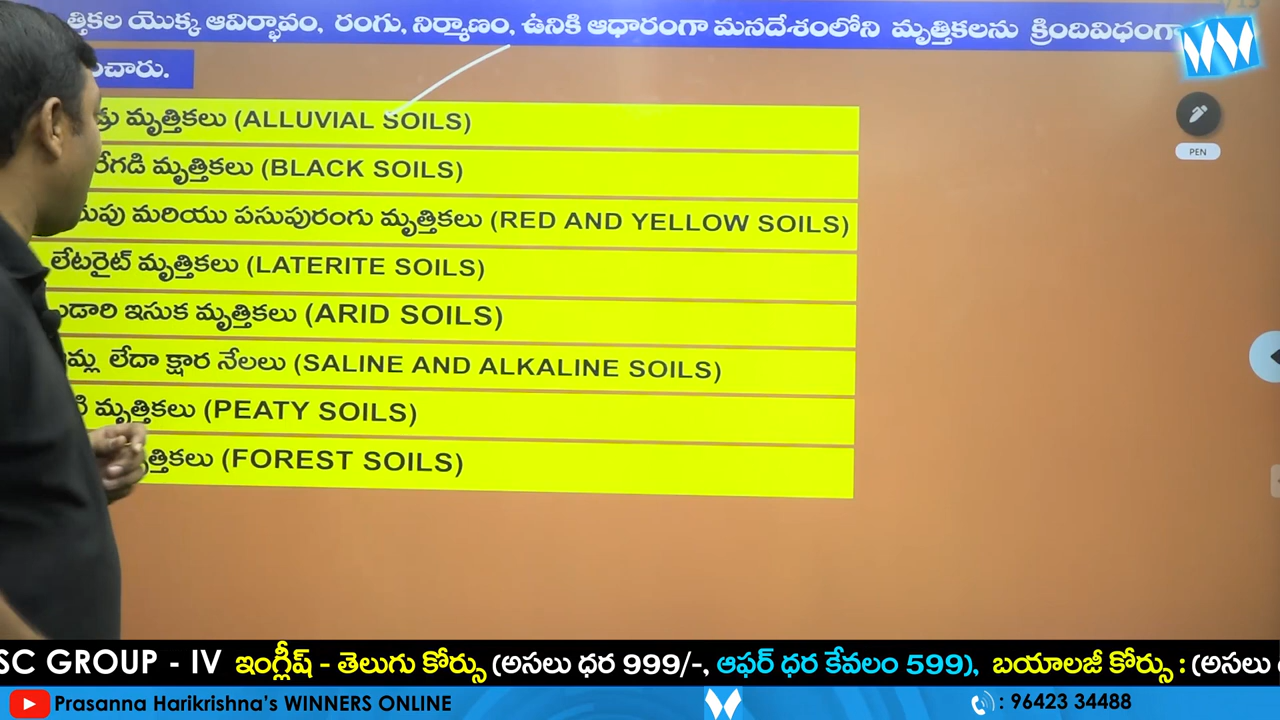 యొక్క ఆవిర్భావం, రంగు, నిర్మాణం, ఉనికి ఆధారంగా మనదేశంలోని మృత్తికలను క్రిందివిధంగా
మృత్తికలు (ALLUVIAL SOILS)
రేగడి మృత్తికలు (BLACK SOILS)
మరియు పసుపురంగు మృత్తికలు (RED AND YELLOW SOILS)
లేటరైట్ మృత్తికలు (LATERITE SOILS)
ఇసుక మృత్తికలు (ARID SOILS)
లేదా క్షార నేలలు (SALINE AND ALKALINE SOILS)
మృత్తికలు (PEATY SOILS)
(FOREST SOILS)
PEN
SC GROUP - IV ఇంగ్లీష్ - తెలుగు కోర్సు (అసలు ధర 999/-, ఆఫర్ ధర కేవలం 599), బయాలజీ కోర్సు : (అసలు
Prasanna Harikrishna's WINNERS ONLINE
W
: 96423 34488